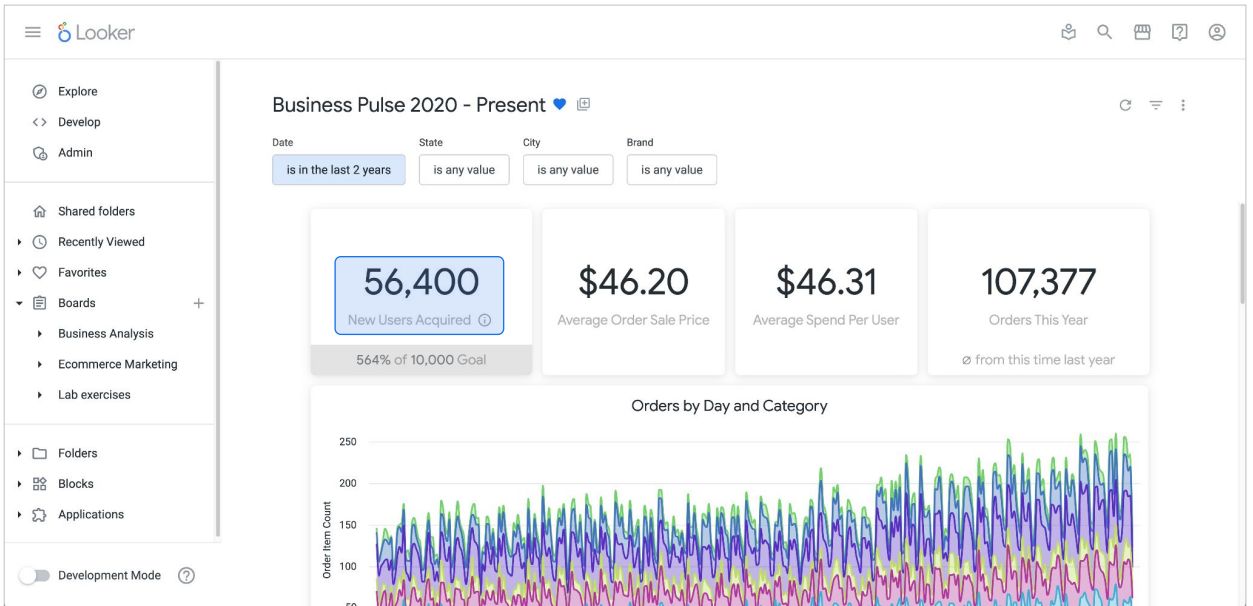 Looker
Explore
Develop
Admin
Shared folders
Recently Viewed
Favorites
Boards
Business Analysis
Ecommerce Marketing
Lab exercises
Folders
Blocks
Applications
Development Mode
Business Pulse 2020 - Present
Date State City Brand
is in the last 2 years is any value is any value is any value
56,400 $46.20 $46.31 107,377
New Users Acquired Average Order Sale Price Average Spend Per User Orders This Year
564% of 10,000 Goal ∅ from this time last year
Orders by Day and Category
Order Item Count
250
200
150
100
50